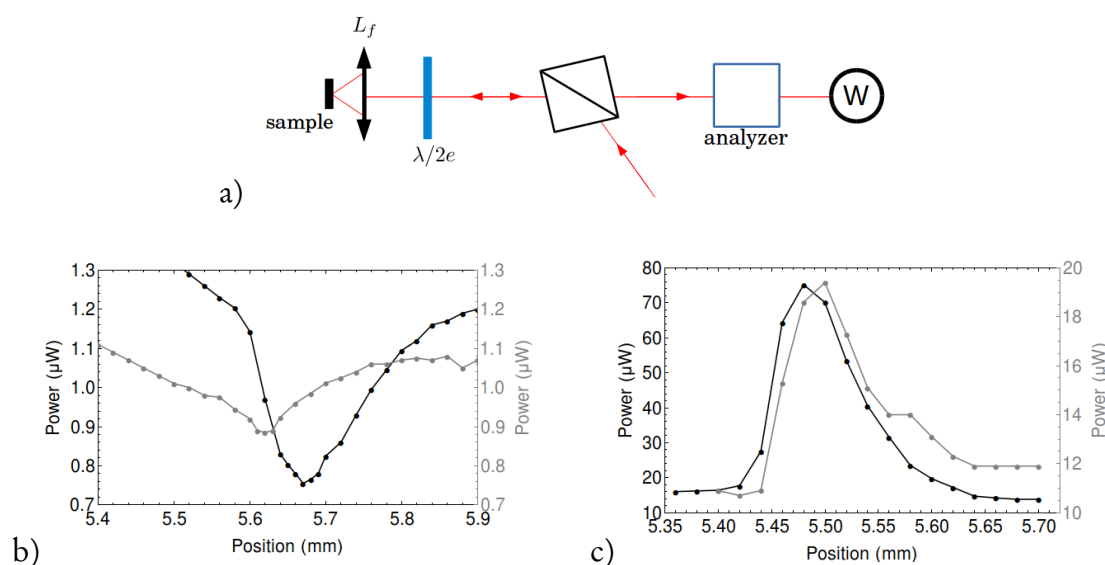 L_f
W
sample
analyzer
λ/2e
a)
1.3
1.2
1.1
1.0
0.9
0.8
0.7
Power (µW)
5.4 5.5 5.6 5.7 5.8 5.9
Position (mm)
1.3
1.2
1.1
1.0
0.9
0.8
0.7
Power (µW)
b)
80
70
60
50
40
30
20
10
Power (µW)
5.35 5.40 5.45 5.50 5.55 5.60 5.65 5.70
Position (mm)
20
18
16
14
12
10
Power (µW)
c)